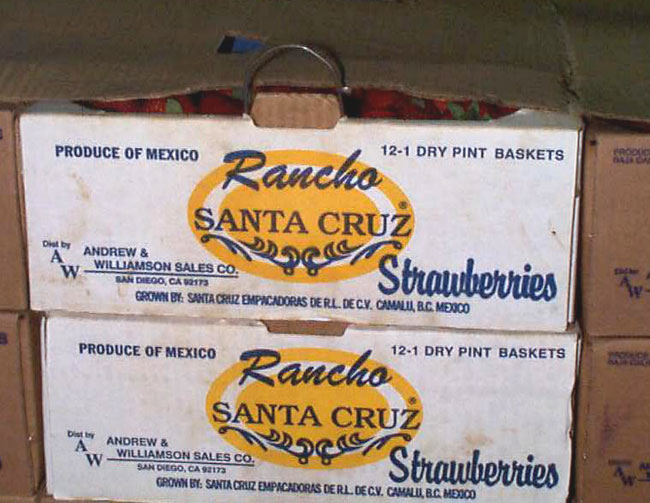 PRODUCE OF MEXICO
12-1 DRY PINT BASKETS
Rancho
SANTA CRUZ®
Dist by
AW
ANDREW &
WILLIAMSON SALES CO.
SAN DIEGO, CA 92173
Strawberries
GROWN BY: SANTA CRUZ EMPACADORAS DE R.L. DE C.V. CAMALU, B.C. MEXICO
PRODUCE OF MEXICO
12-1 DRY PINT BASKETS
Rancho
SANTA CRUZ®
Dist by
AW
ANDREW &
WILLIAMSON SALES CO.
SAN DIEGO, CA 92173
Strawberries
GROWN BY: SANTA CRUZ EMPACADORAS DE R.L. DE C.V. CAMALU, B.C. MEXICO
AW